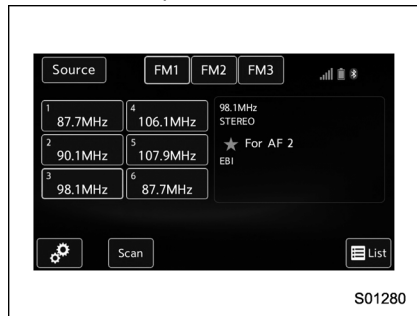 Source
FM1
FM2
FM3
1
87.7MHz
4
106.1MHz
2
90.1MHz
5
107.9MHz
3
98.1MHz
6
87.7MHz
98.1MHz
STEREO
For AF 2
EBI
Scan
List
S01280